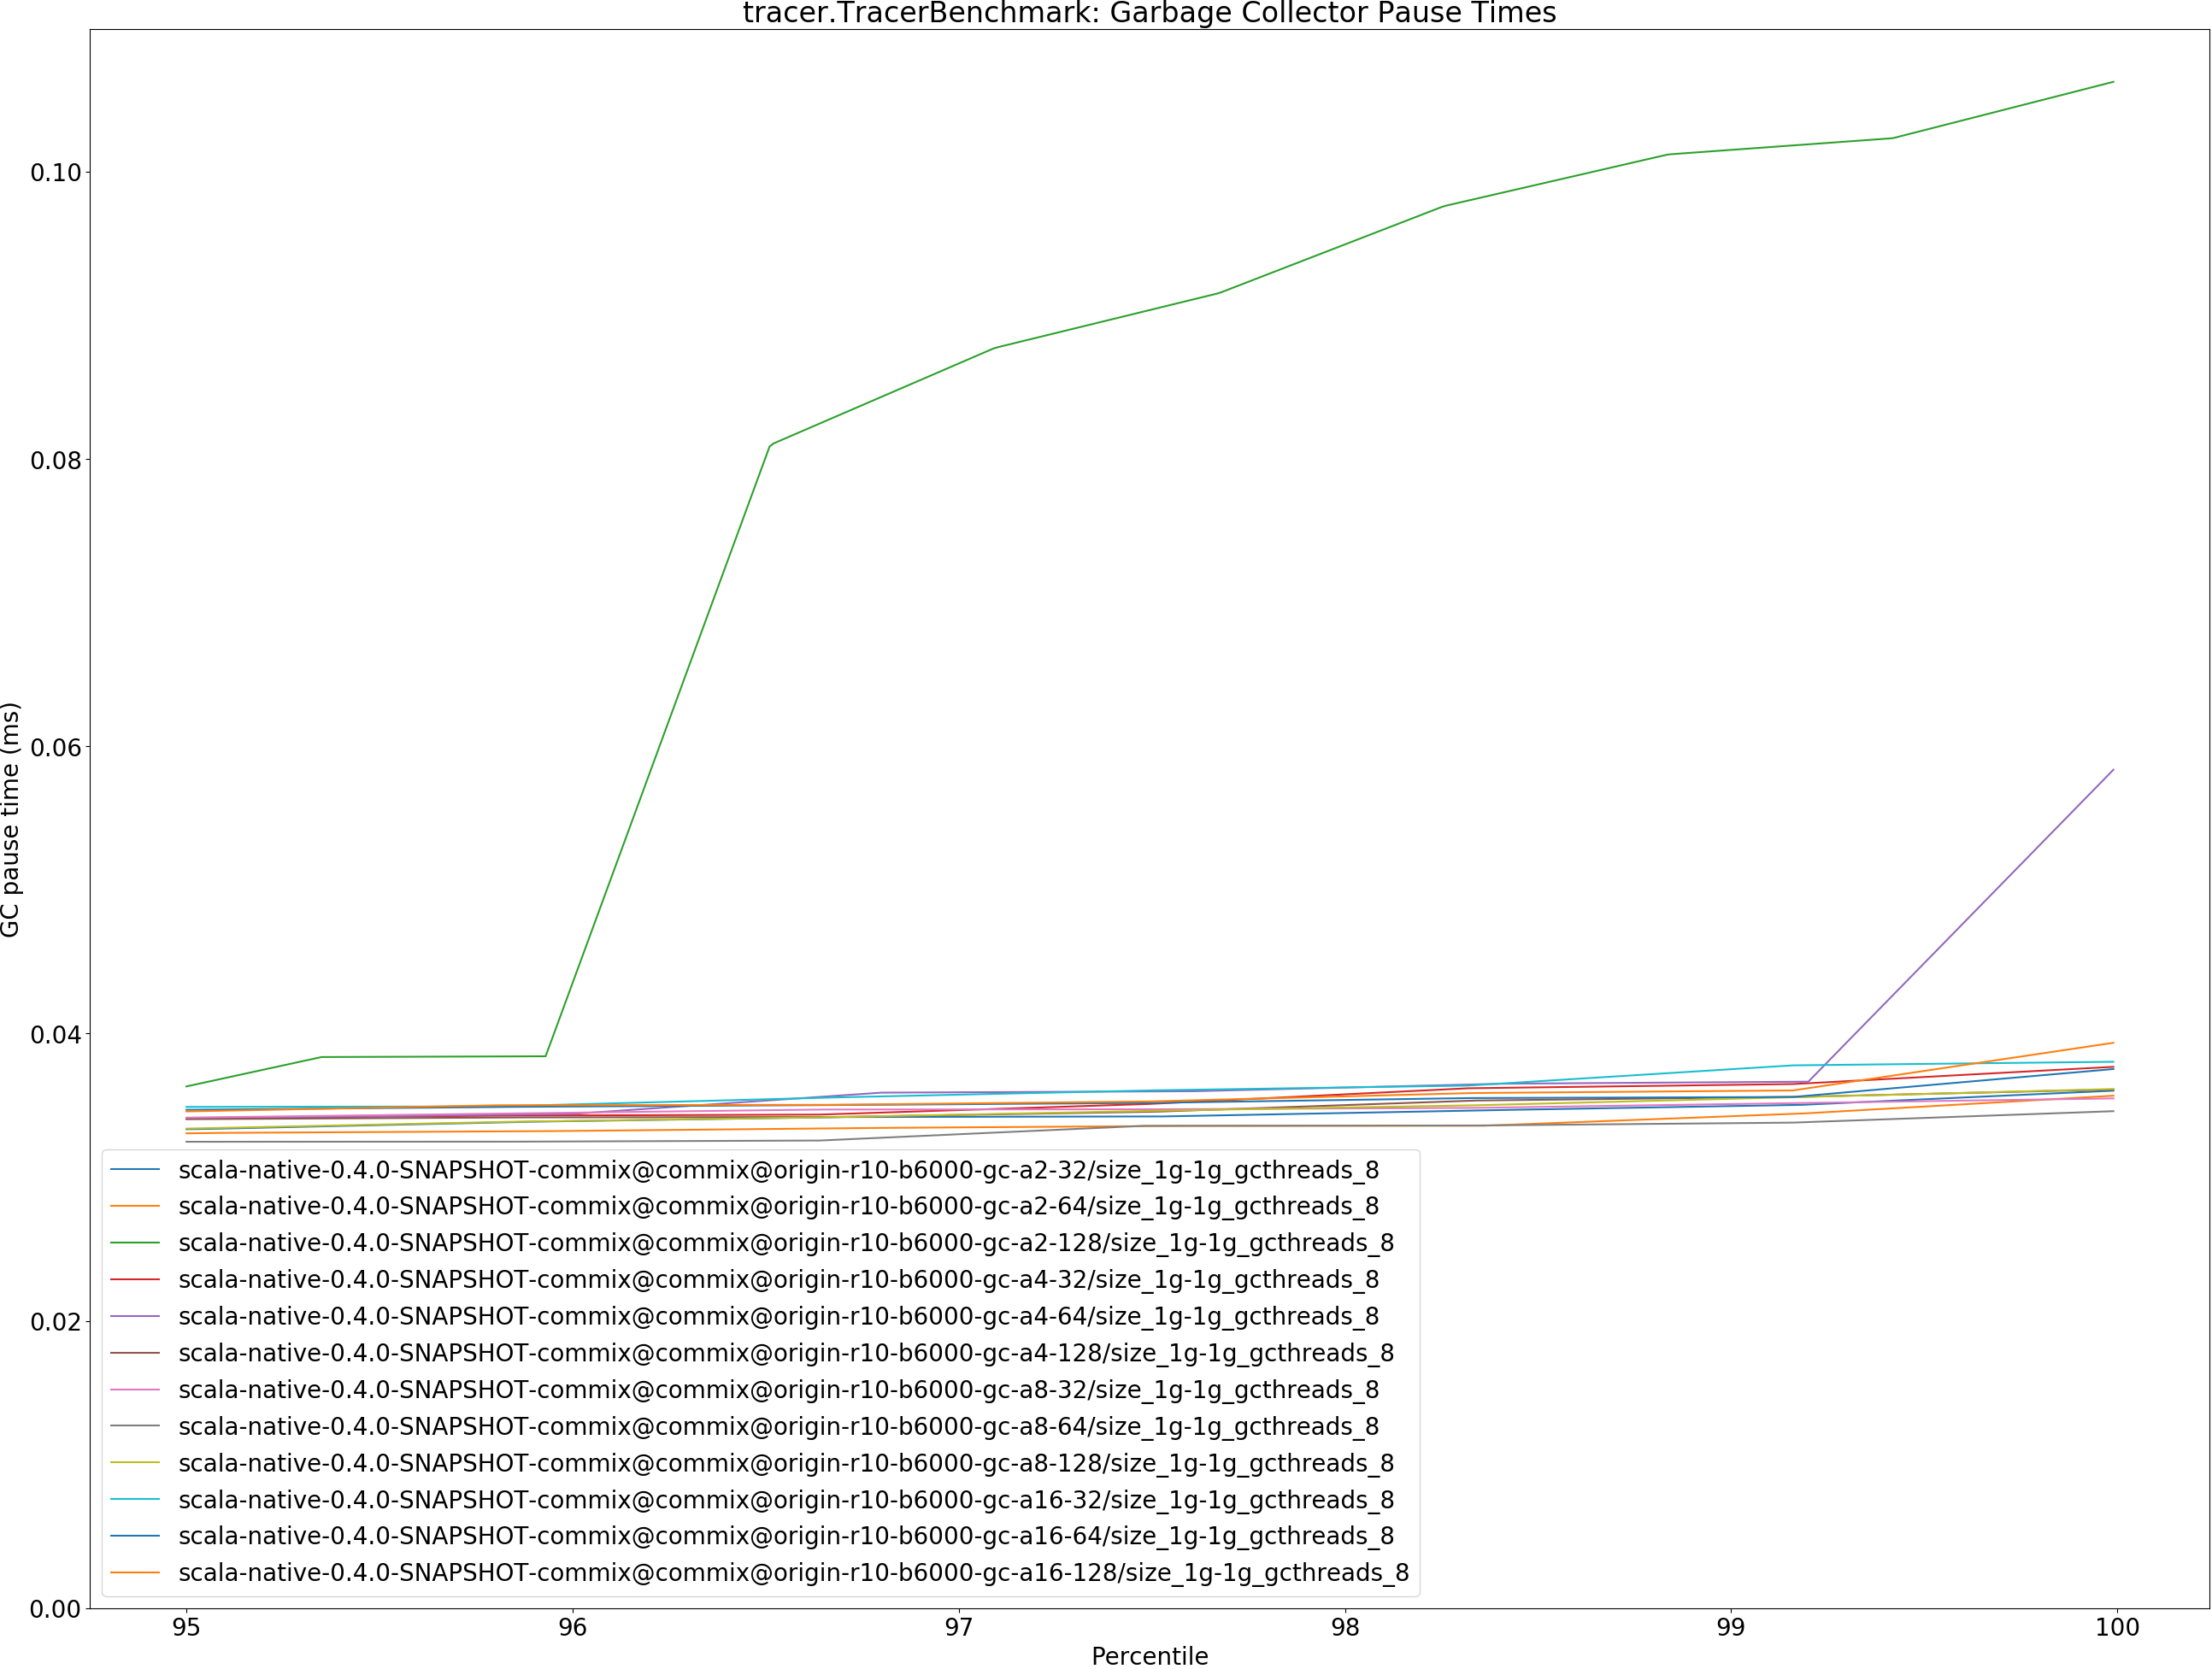 tracer.TracerBenchmark: Garbage Collector Pause Times
GC pause time (ms)
0.10
0.08
0.06
0.04
0.02
0.00
scala-native-0.4.0-SNAPSHOT-commix@commix@origin-r10-b6000-gc-a2-32/size_1g-1g_gcthreads_8
scala-native-0.4.0-SNAPSHOT-commix@commix@origin-r10-b6000-gc-a2-64/size_1g-1g_gcthreads_8
scala-native-0.4.0-SNAPSHOT-commix@commix@origin-r10-b6000-gc-a2-128/size_1g-1g_gcthreads_8
scala-native-0.4.0-SNAPSHOT-commix@commix@origin-r10-b6000-gc-a4-32/size_1g-1g_gcthreads_8
scala-native-0.4.0-SNAPSHOT-commix@commix@origin-r10-b6000-gc-a4-64/size_1g-1g_gcthreads_8
scala-native-0.4.0-SNAPSHOT-commix@commix@origin-r10-b6000-gc-a4-128/size_1g-1g_gcthreads_8
scala-native-0.4.0-SNAPSHOT-commix@commix@origin-r10-b6000-gc-a8-32/size_1g-1g_gcthreads_8
scala-native-0.4.0-SNAPSHOT-commix@commix@origin-r10-b6000-gc-a8-64/size_1g-1g_gcthreads_8
scala-native-0.4.0-SNAPSHOT-commix@commix@origin-r10-b6000-gc-a8-128/size_1g-1g_gcthreads_8
scala-native-0.4.0-SNAPSHOT-commix@commix@origin-r10-b6000-gc-a16-32/size_1g-1g_gcthreads_8
scala-native-0.4.0-SNAPSHOT-commix@commix@origin-r10-b6000-gc-a16-64/size_1g-1g_gcthreads_8
scala-native-0.4.0-SNAPSHOT-commix@commix@origin-r10-b6000-gc-a16-128/size_1g-1g_gcthreads_8
95 96 97 98 99 100
Percentile